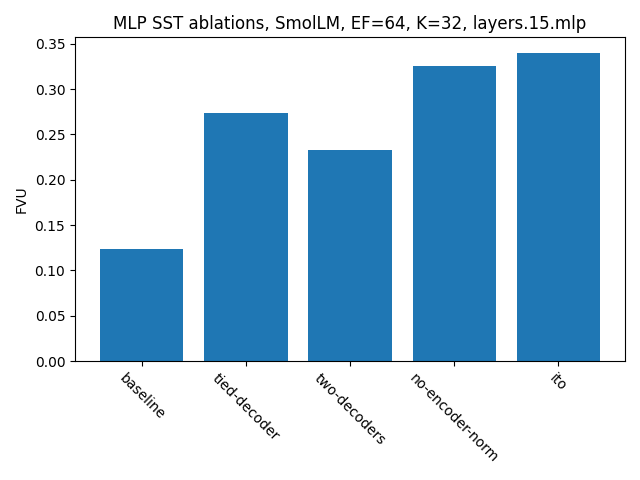 MLP SST ablations, SmolLM, EF=64, K=32, layers.15.mlp
FVU
0.35
0.30
0.25
0.20
0.15
0.10
0.05
0.00
baseline
tied-decoder
two-decoders
no-encoder-norm
ito